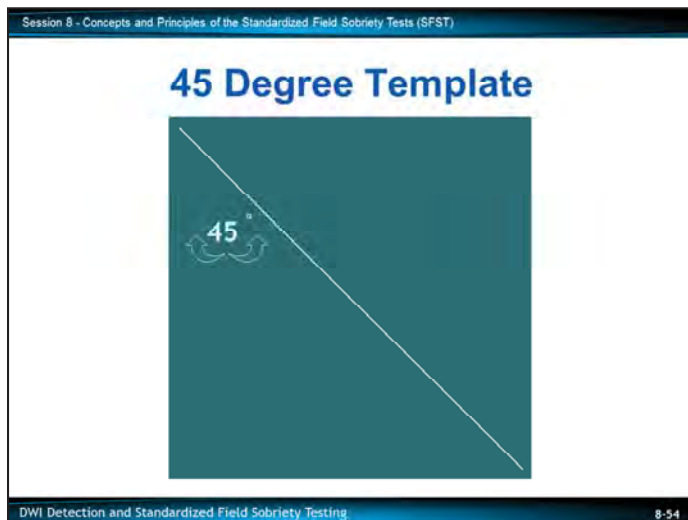 Session 8 - Concepts and Principles of the Standardized Field Sobriety Tests (SFST)
45 Degree Template
45°
DWI Detection and Standardized Field Sobriety Testing 8-54